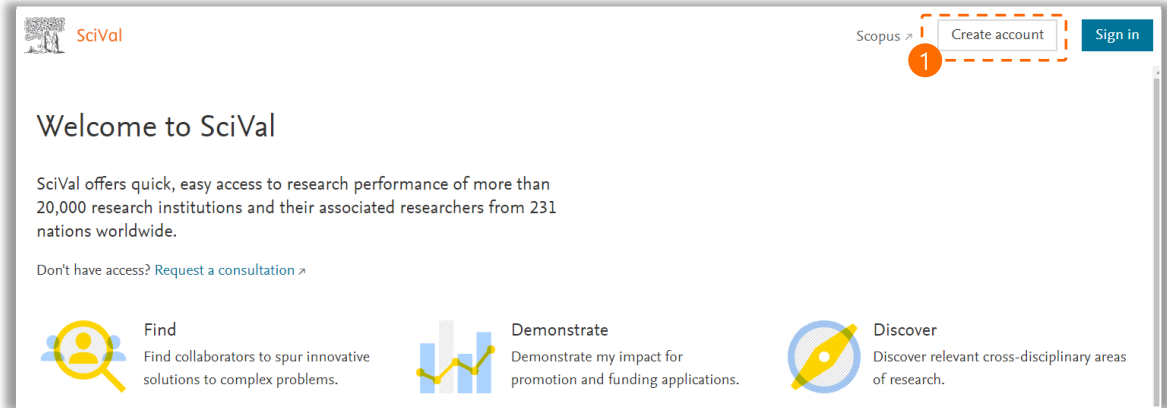 SciVal
Scopus ↗
Create account
Sign in
1
Welcome to SciVal
SciVal offers quick, easy access to research performance of more than
20,000 research institutions and their associated researchers from 231
nations worldwide.
Don't have access? Request a consultation ↗
Find
Find collaborators to spur innovative
solutions to complex problems.
Demonstrate
Demonstrate my impact for
promotion and funding applications.
Discover
Discover relevant cross-disciplinary areas
of research.